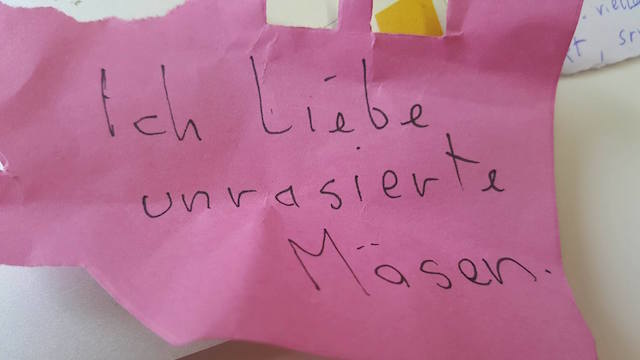 Ich liebe
unrasierte
Mäsen.